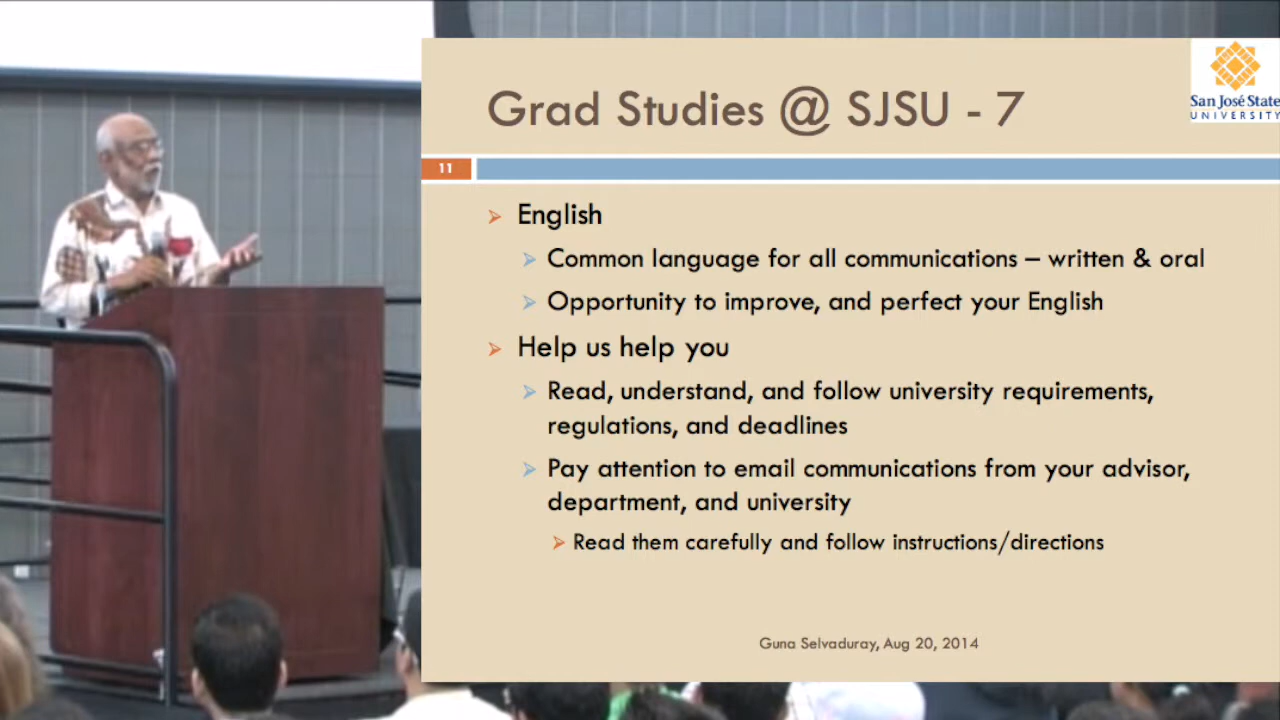 Grad Studies @ SJSU - 7
San José State
UNIVERSITY
11
English
Common language for all communications – written & oral
Opportunity to improve, and perfect your English
Help us help you
Read, understand, and follow university requirements,
regulations, and deadlines
Pay attention to email communications from your advisor,
department, and university
Read them carefully and follow instructions/directions
Guna Selvaduray, Aug 20, 2014